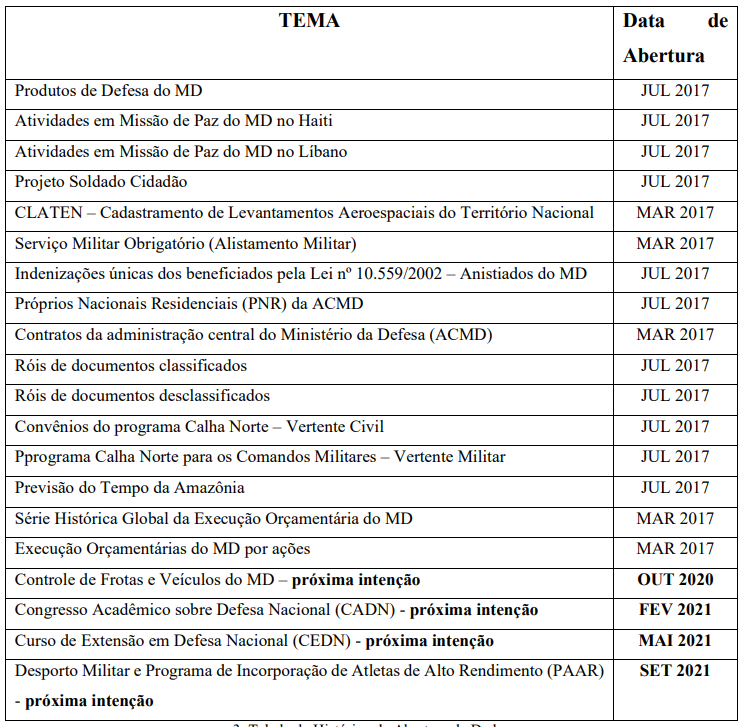 TEMA
Data de
Abertura
Produtos de Defesa do MD JUL 2017
Atividades em Missão de Paz do MD no Haiti JUL 2017
Atividades em Missão de Paz do MD no Líbano JUL 2017
Projeto Soldado Cidadão JUL 2017
CLATEN – Cadastramento de Levantamentos Aeroespaciais do Território Nacional MAR 2017
Serviço Militar Obrigatório (Alistamento Militar) MAR 2017
Indenizações únicas dos beneficiados pela Lei nº 10.559/2002 – Anistiados do MD JUL 2017
Próprios Nacionais Residenciais (PNR) da ACMD JUL 2017
Contratos da administração central do Ministério da Defesa (ACMD) MAR 2017
Róis de documentos classificados JUL 2017
Róis de documentos desclassificados JUL 2017
Convênios do programa Calha Norte – Vertente Civil JUL 2017
Pprograma Calha Norte para os Comandos Militares – Vertente Militar JUL 2017
Previsão do Tempo da Amazônia JUL 2017
Série Histórica Global da Execução Orçamentária do MD MAR 2017
Execução Orçamentárias do MD por ações MAR 2017
Controle de Frotas e Veículos do MD – próxima intenção OUT 2020
Congresso Acadêmico sobre Defesa Nacional (CADN) - próxima intenção FEV 2021
Curso de Extensão em Defesa Nacional (CEDN) - próxima intenção MAI 2021
Desporto Militar e Programa de Incorporação de Atletas de Alto Rendimento (PAAR) SET 2021
- próxima intenção